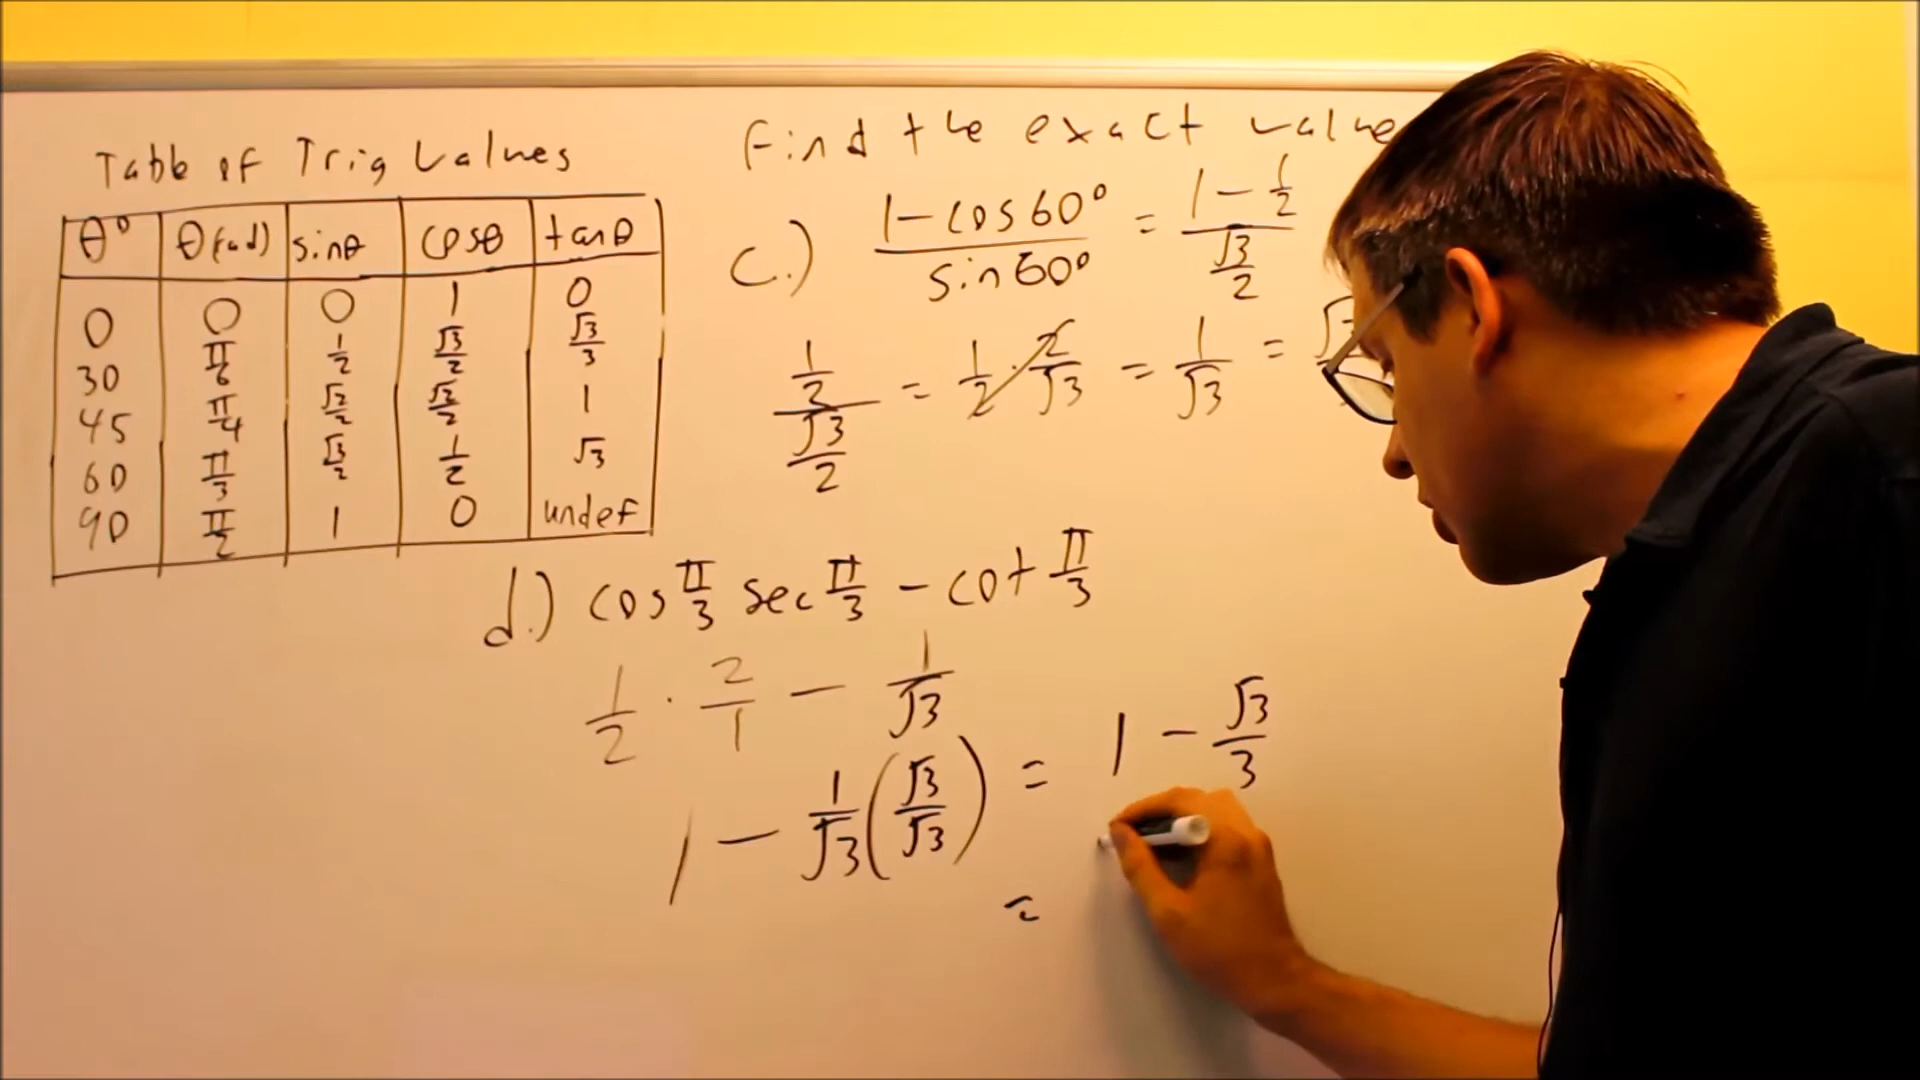 Table of Trig Values
θ° θ(rad) sinθ cosθ tanθ
0 0 0 1 0
30 π/6 1/2 √3/2 √3/3
45 π/4 √2/2 √2/2 1
60 π/3 √3/2 1/2 √3
90 π/2 1 0 undef
Find the exact value
c.) (1-cos60°)/(sin60°) = (1-1/2)/(√3/2)
(1/2)/(√3/2) = 1/2 · 2/√3 = 1/√3 =
d.) cos π/3 sec π/3 - cot π/3
1/2 · 2/1 - 1/√3
1 - 1/√3 (√3/√3) = 1 - √3/3
=